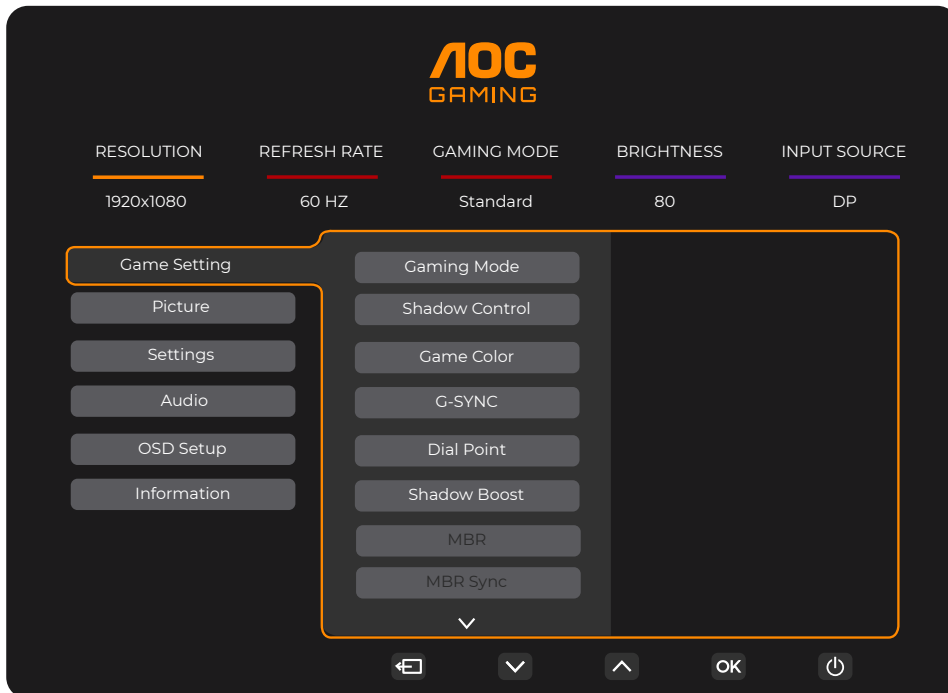 AOC
GAMING
RESOLUTION REFRESH RATE GAMING MODE BRIGHTNESS INPUT SOURCE
1920x1080 60 HZ Standard 80 DP
Game Setting
Picture
Settings
Audio
OSD Setup
Information
Gaming Mode
Shadow Control
Game Color
G-SYNC
Dial Point
Shadow Boost
MBR
MBR Sync
OK